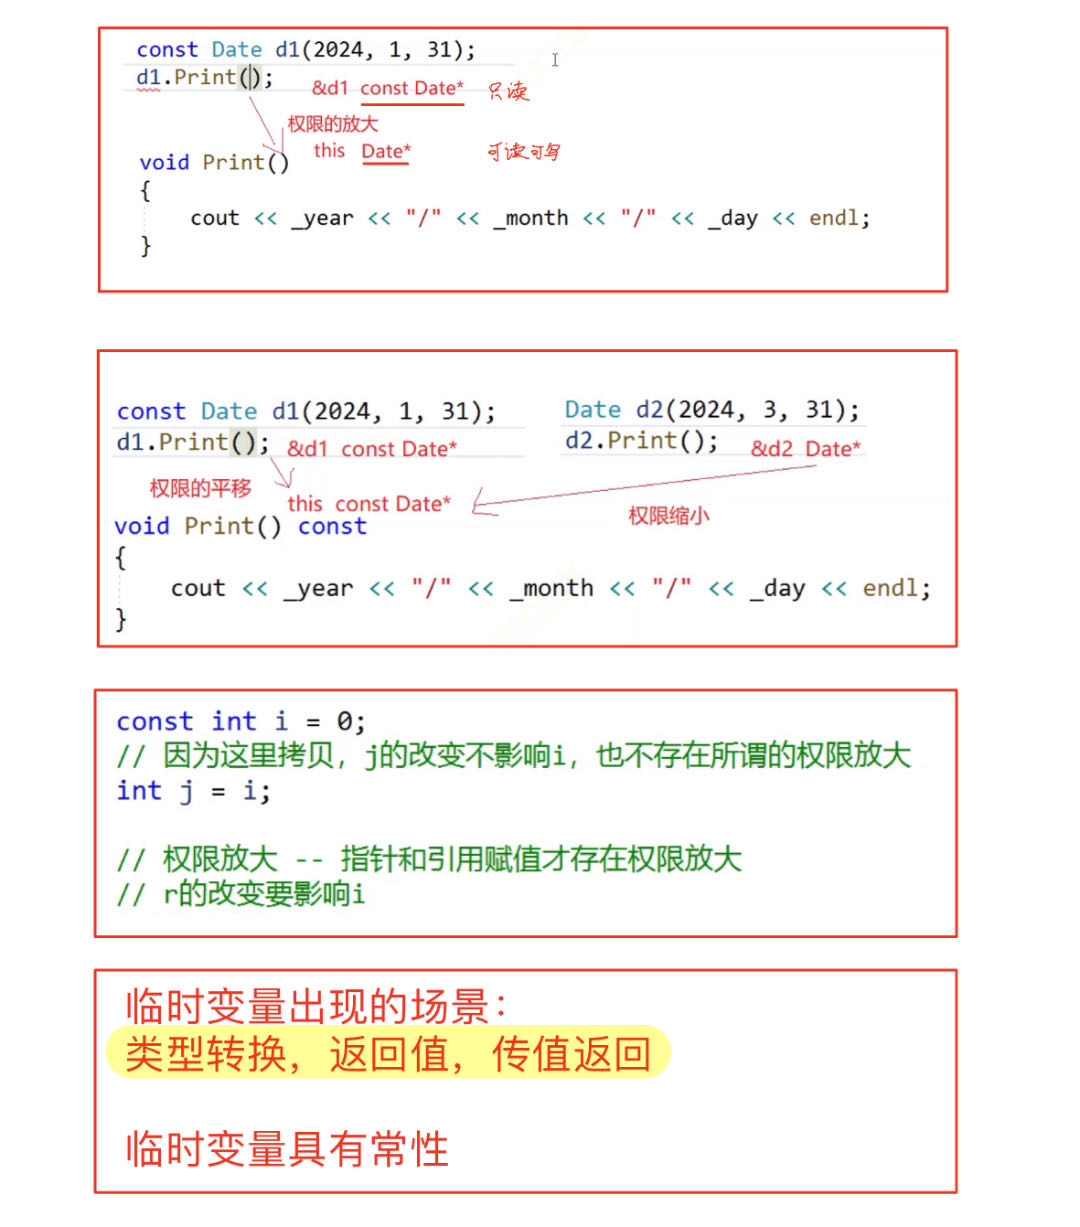 const Date d1(2024, 1, 31);
d1.Print();
&d1 const Date* 只读
权限的放大
this Date* 可读可写
void Print()
{
cout << _year << "/" << _month << "/" << _day << endl;
}
const Date d1(2024, 1, 31);
d1.Print(); &d1 const Date*
Date d2(2024, 3, 31);
d2.Print(); &d2 Date*
权限的平移
this const Date*
权限缩小
void Print() const
{
cout << _year << "/" << _month << "/" << _day << endl;
}
const int i = 0;
// 因为这里拷贝，j的改变不影响i，也不存在所谓的权限放大
int j = i;
// 权限放大 -- 指针和引用赋值才存在权限放大
// r的改变要影响i
临时变量出现的场景：
类型转换，返回值，传值返回
临时变量具有常性